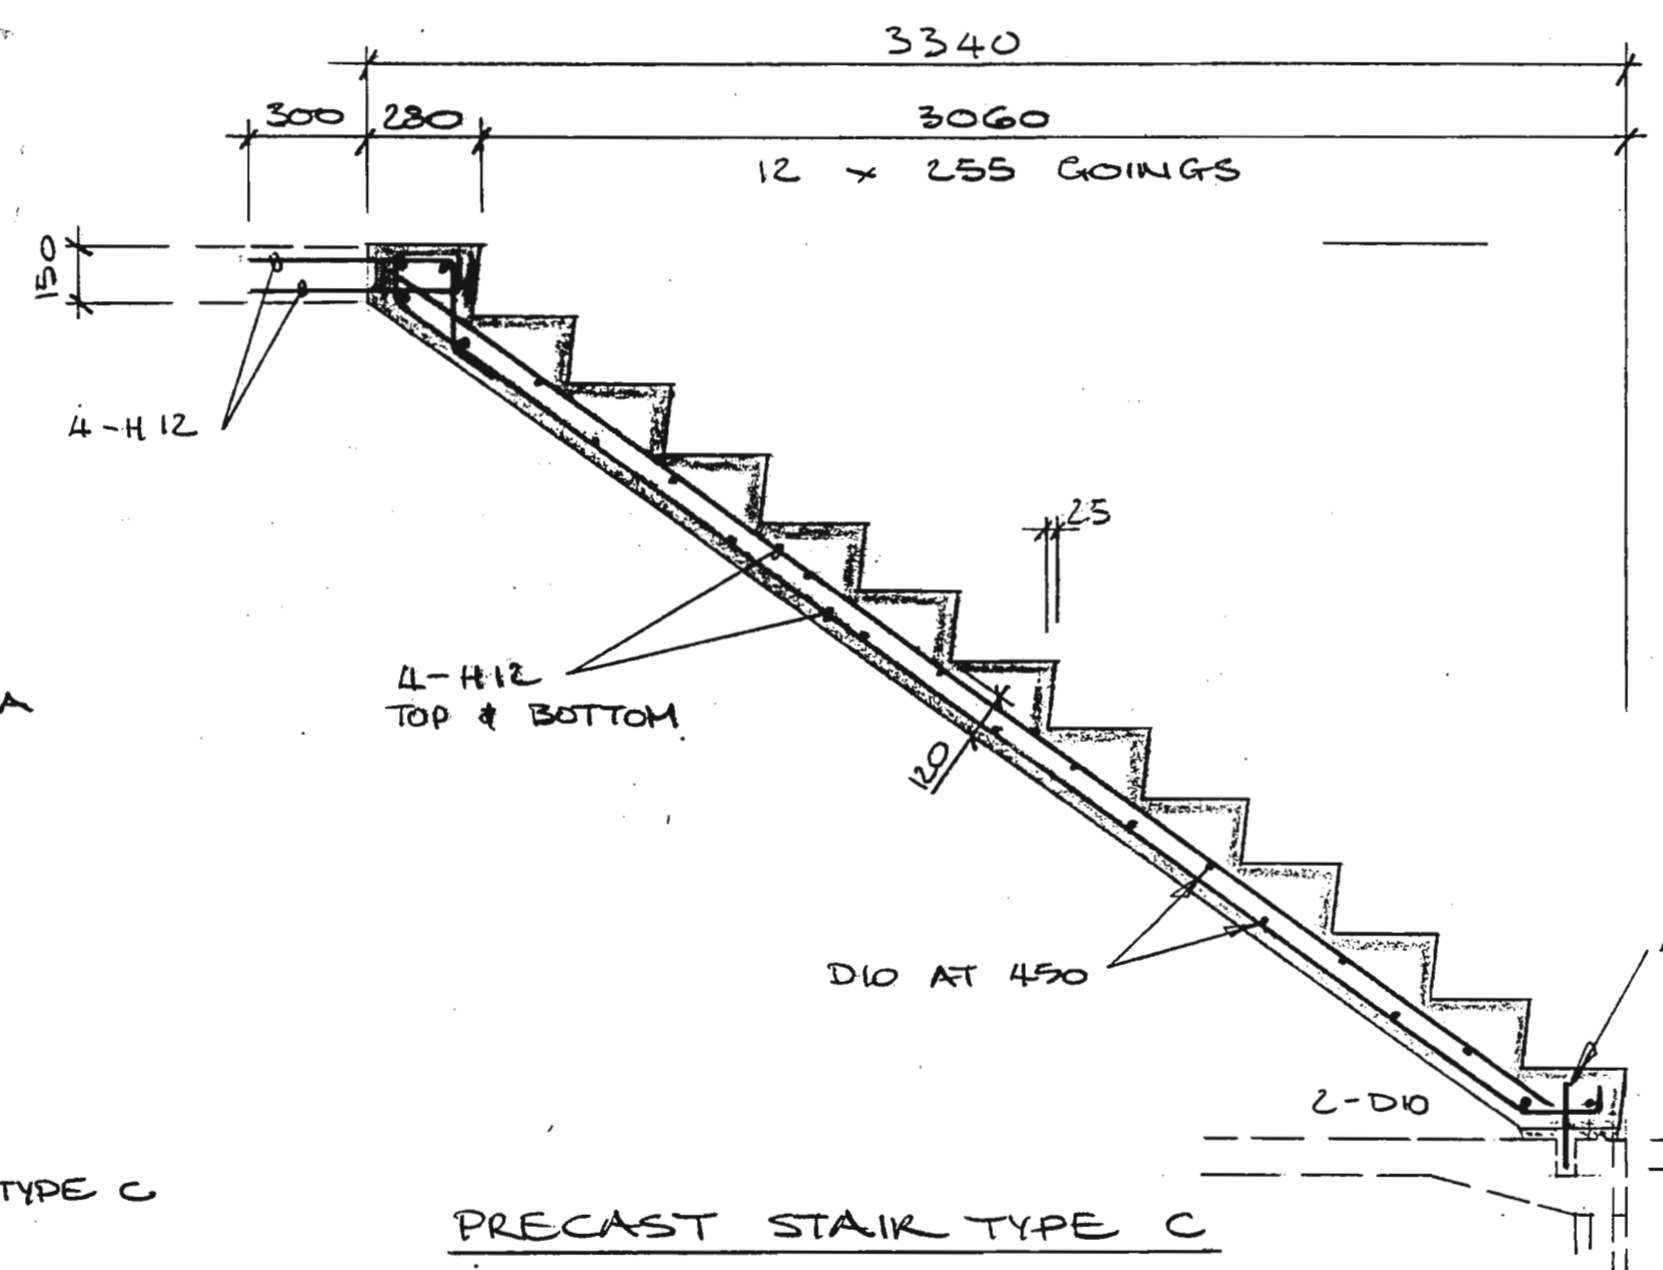 3340
300 280 3060
12 x 255 GOINGS
150
4-H12
25
4-H12
TOP & BOTTOM
120
A
D10 AT 450
2-D10
TYPE C
PRECAST STAIR TYPE C